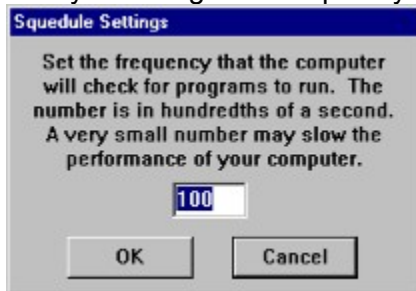 Squedule Settings
Set the frequency that the computer
will check for programs to run. The
number is in hundredths of a second.
A very small number may slow the
performance of your computer.
100
OK Cancel